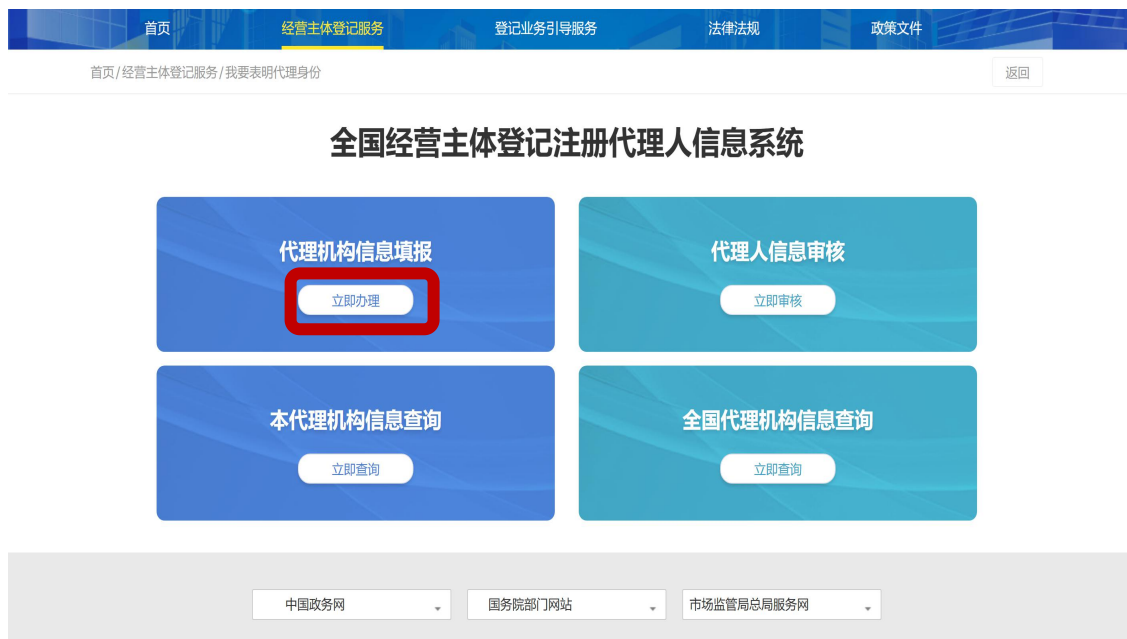 首页 经营主体登记服务 登记业务引导服务 法律法规 政策文件
首页/经营主体登记服务/我要表明代理身份 返回
全国经营主体登记注册代理人信息系统
代理机构信息填报 代理人信息审核
立即办理 立即审核
本代理机构信息查询 全国代理机构信息查询
立即查询 立即查询
中国政务网 国务院部门网站 市场监管局总局服务网